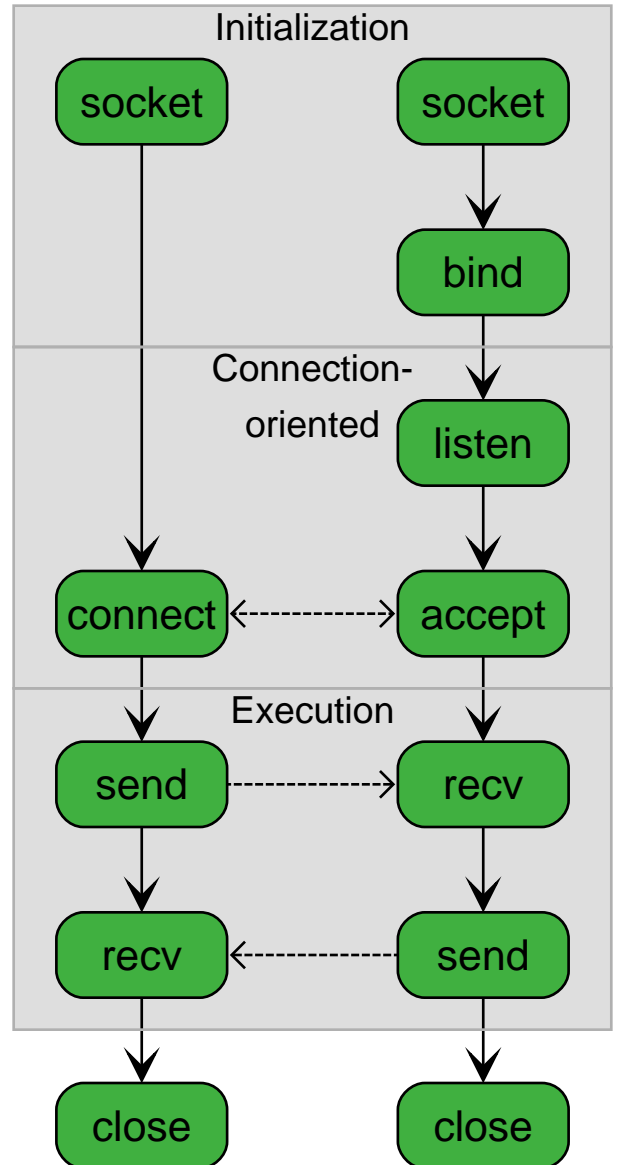 Initialization
socket
socket
bind
Connection-
oriented
listen
connect
accept
Execution
send
recv
recv
send
close
close